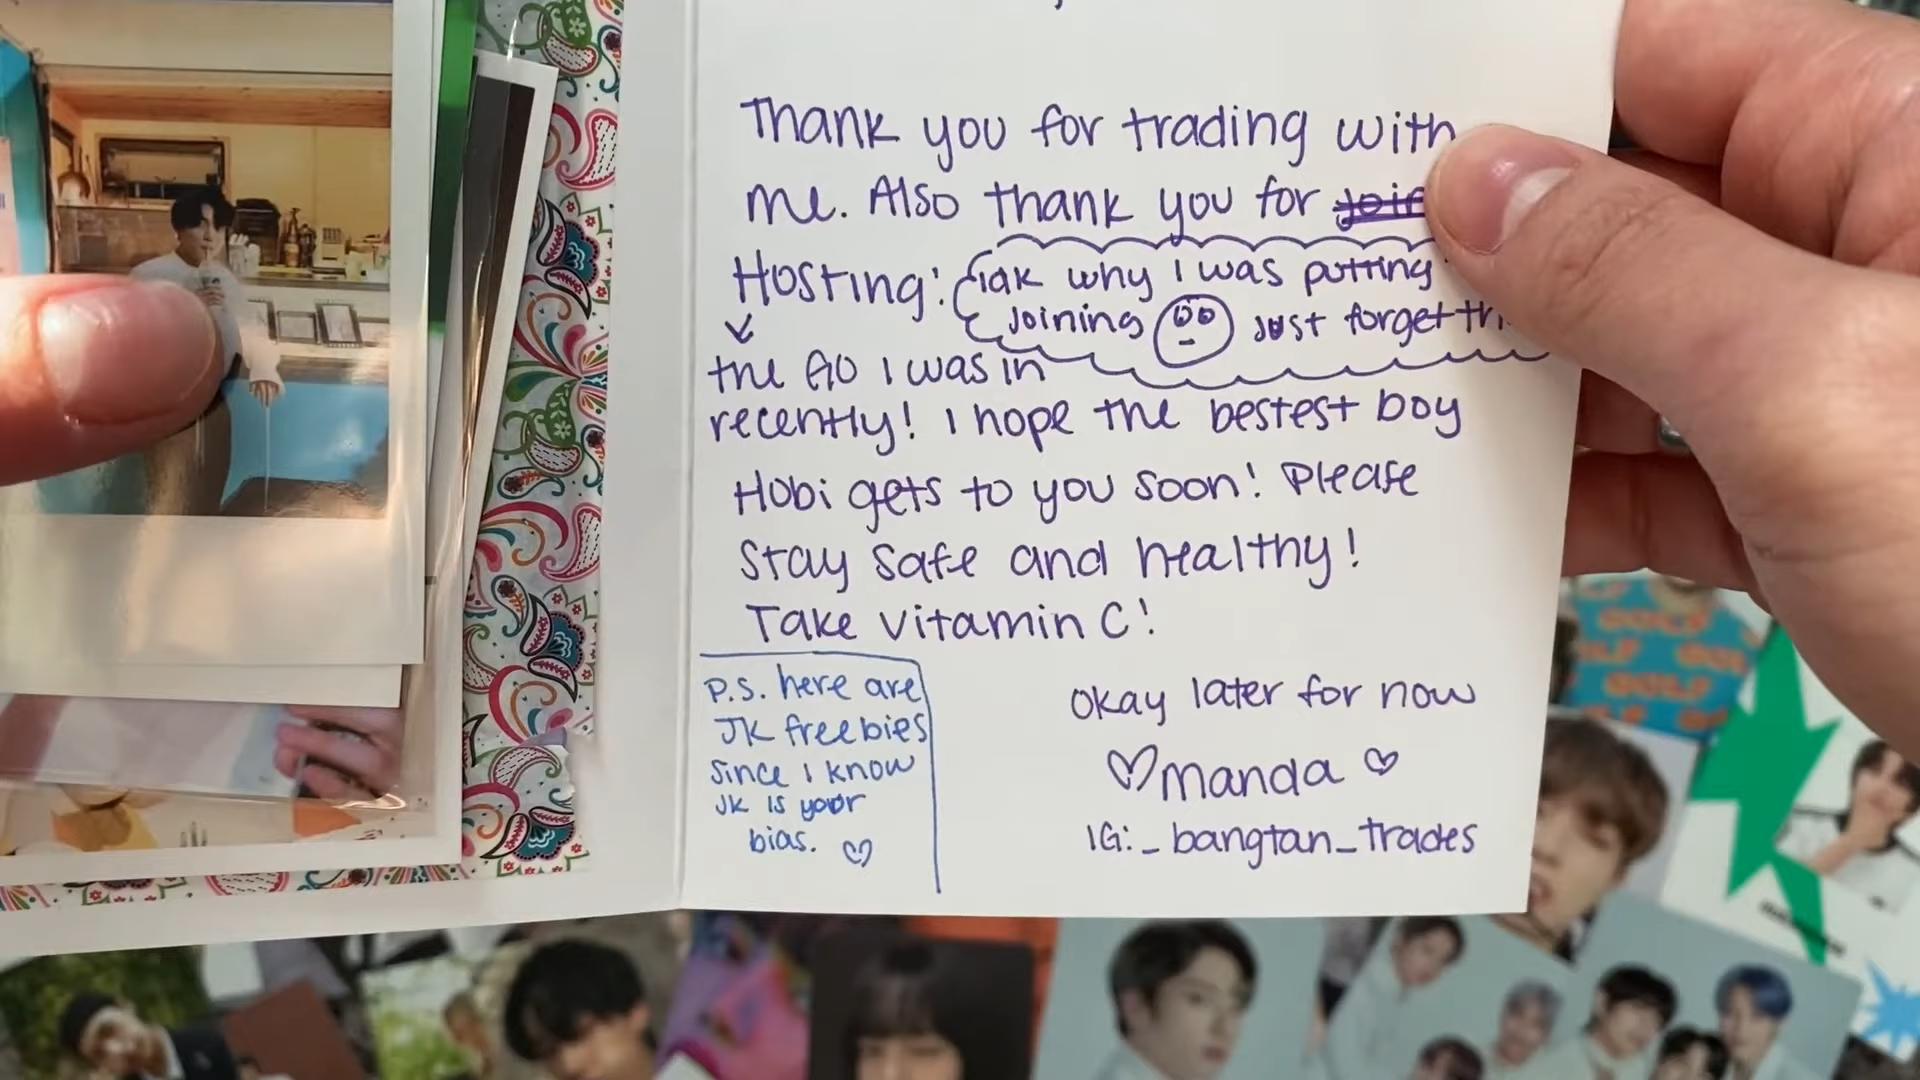 Thank you for trading with
me. Also thank you for
Hosting: idk why I was putting
joining just forget
the GO I was in
recently! I hope the bestest boy
Hobi gets to you soon! Please
stay safe and healthy!
Take Vitamin C!
P.S. here are
JK freebies
since I know
JK is your
bias.
okay later for now
manda
IG: _bangtan_trades
GOLF